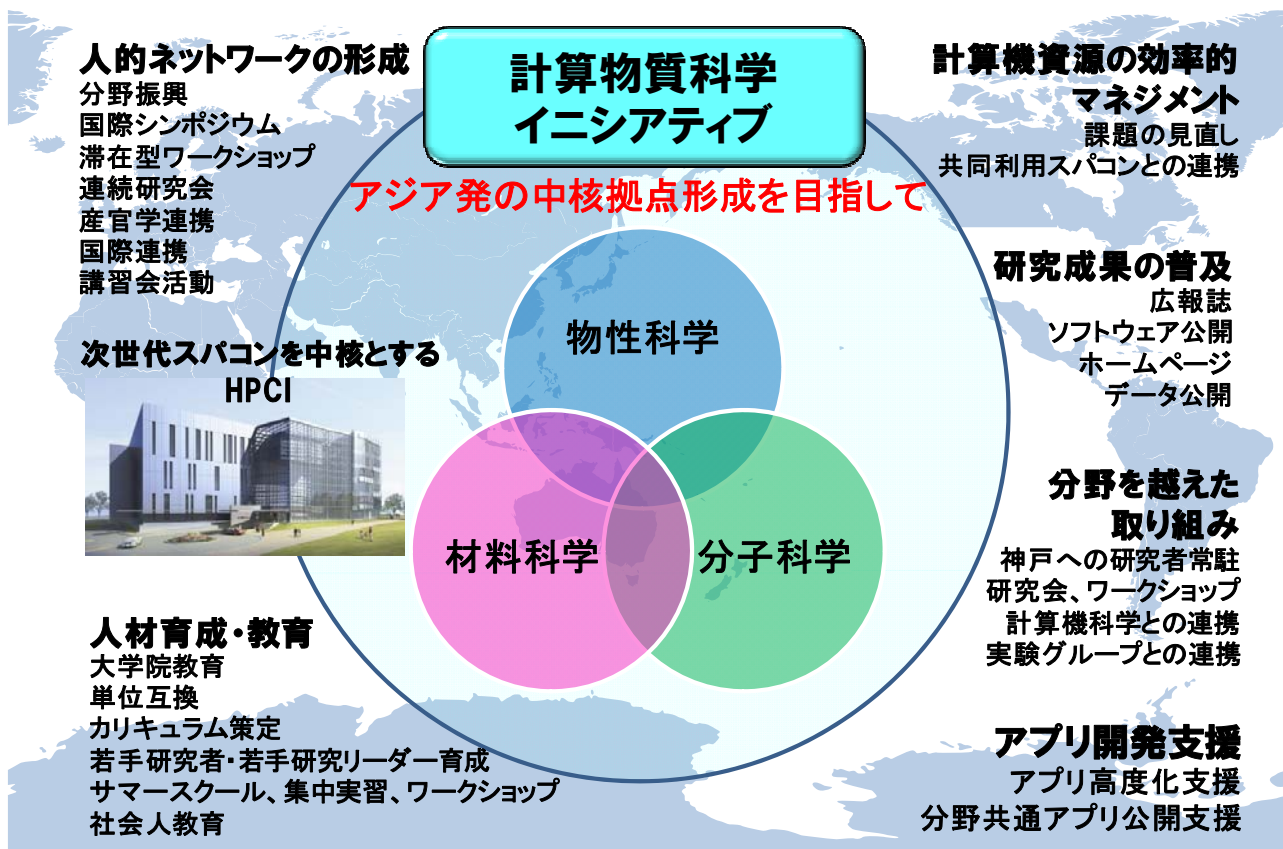 計算物質科学
イニシアティブ
アジア発の中核拠点形成を目指して
人的ネットワークの形成
分野振興
国際シンポジウム
滞在型ワークショップ
連続研究会
産官学連携
国際連携
講習会活動
次世代スパコンを中核とする
HPCI
人材育成・教育
大学院教育
単位互換
カリキュラム策定
若手研究者・若手研究リーダー育成
サマースクール、集中実習、ワークショップ
社会人教育
物性科学
材料科学
分子科学
計算機資源の効率的
マネジメント
課題の見直し
共同利用スパコンとの連携
研究成果の普及
広報誌
ソフトウェア公開
ホームページ
データ公開
分野を越えた
取り組み
神戸への研究者常駐
研究会、ワークショップ
計算機科学との連携
実験グループとの連携
アプリ開発支援
アプリ高度化支援
分野共通アプリ公開支援